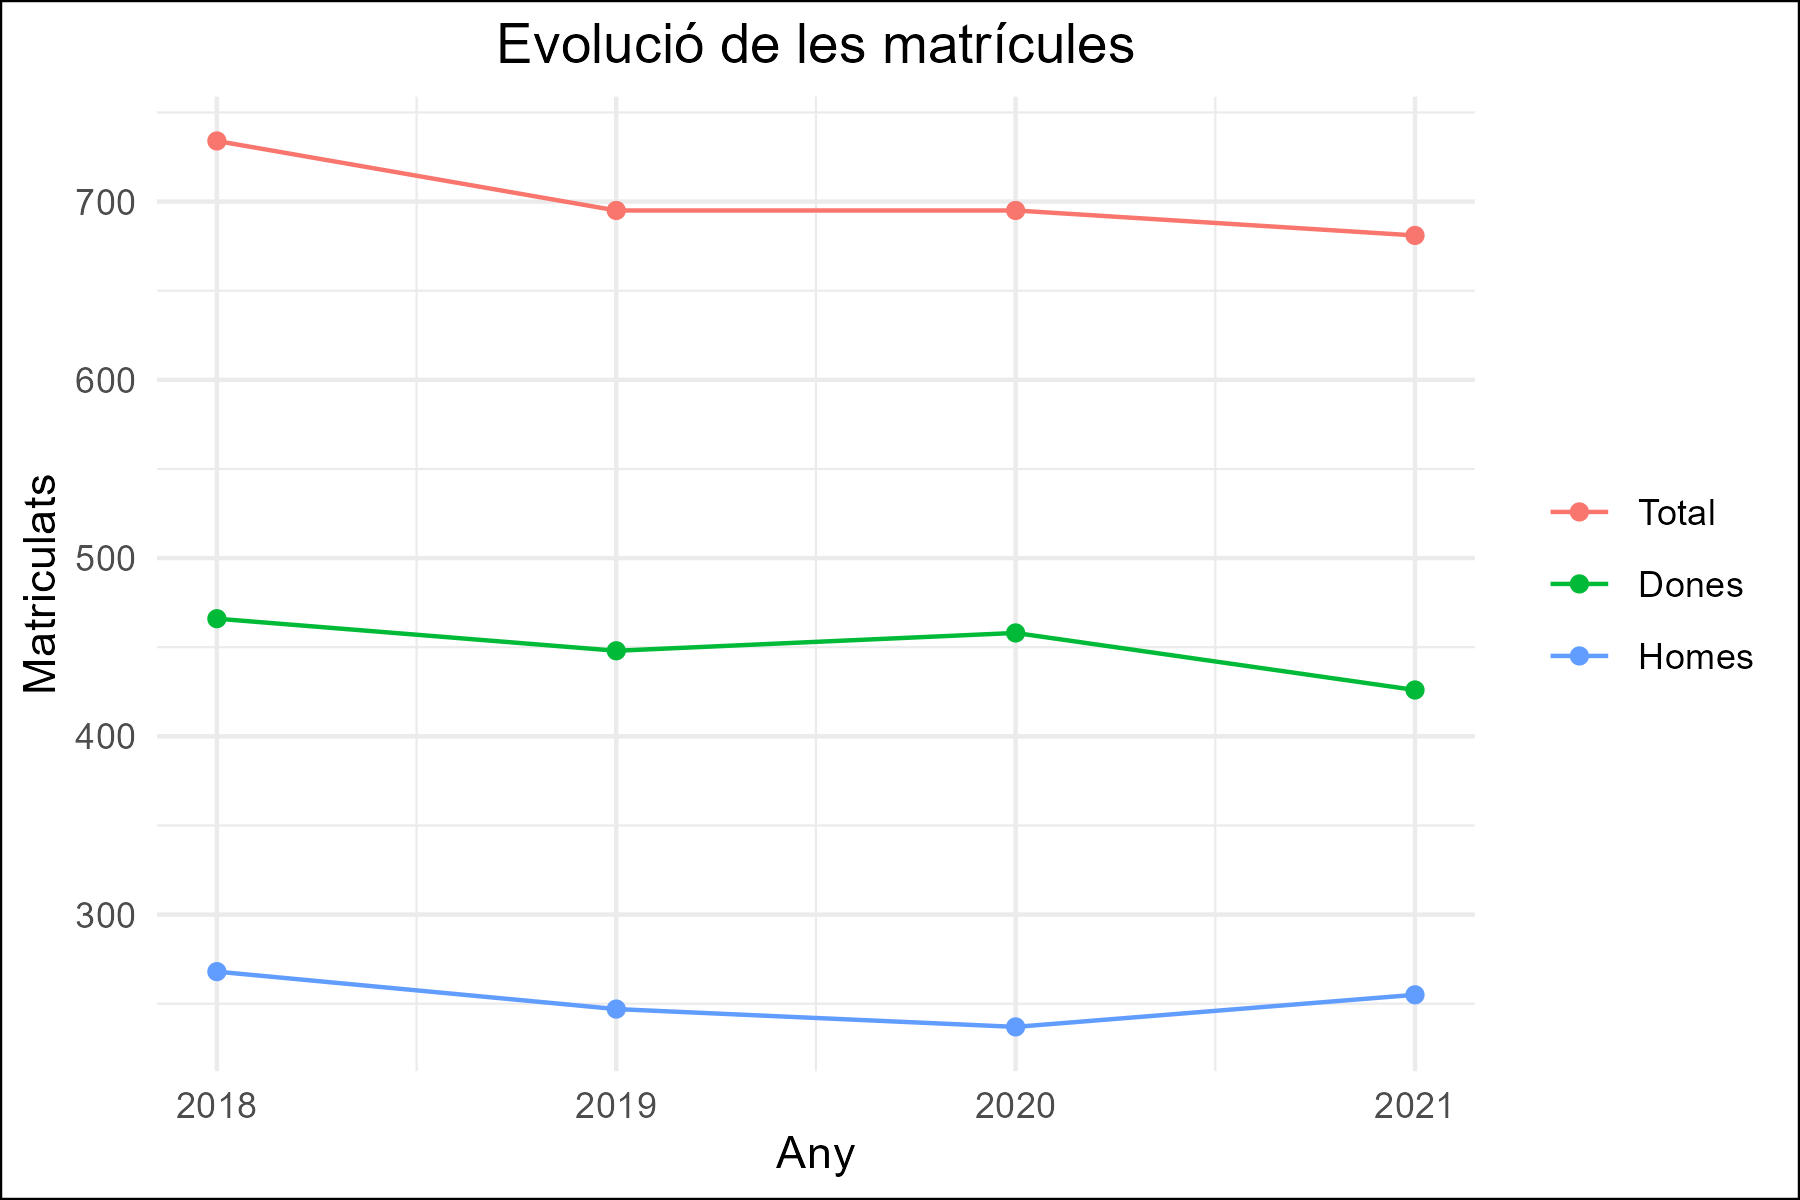 Evolució de les matrícules
Matriculats
700
600
500
400
300
2018
2019
2020
2021
Any
Total
Dones
Homes